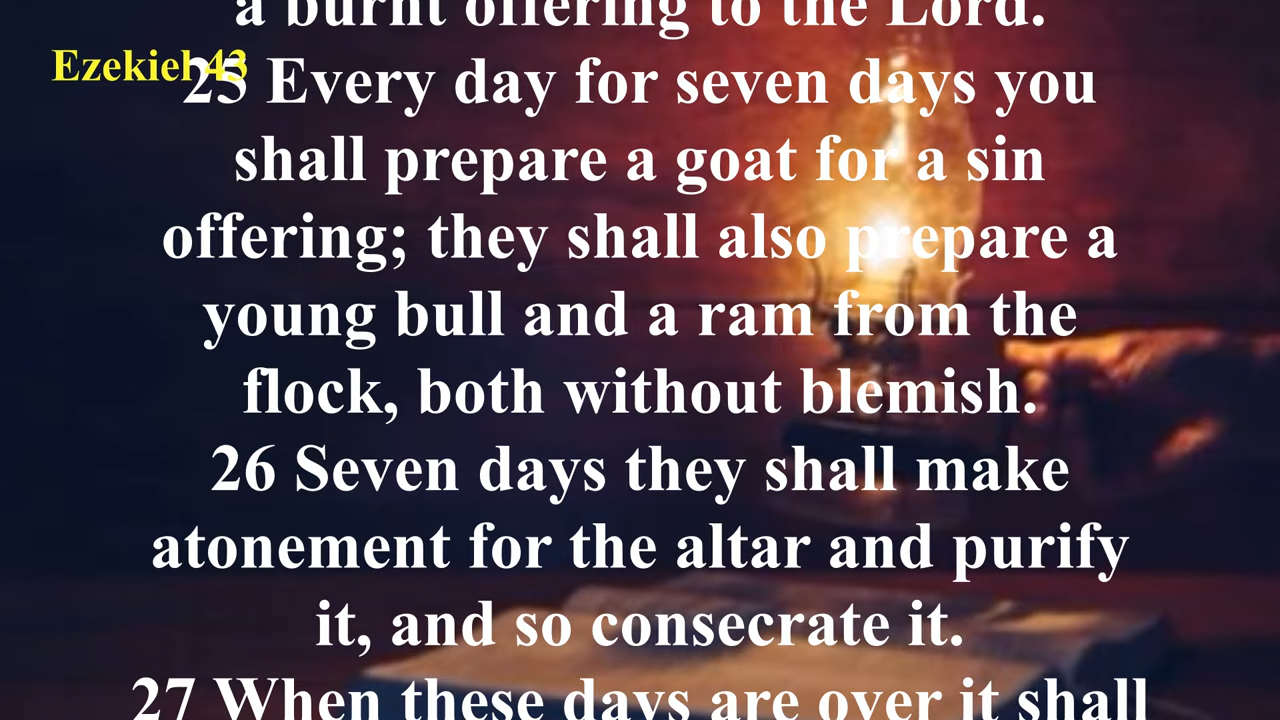 a burnt offering to the Lord.
Ezekiel 43
25 Every day for seven days you
shall prepare a goat for a sin
offering; they shall also prepare a
young bull and a ram from the
flock, both without blemish.
26 Seven days they shall make
atonement for the altar and purify
it, and so consecrate it.
27 When these days are over it shall